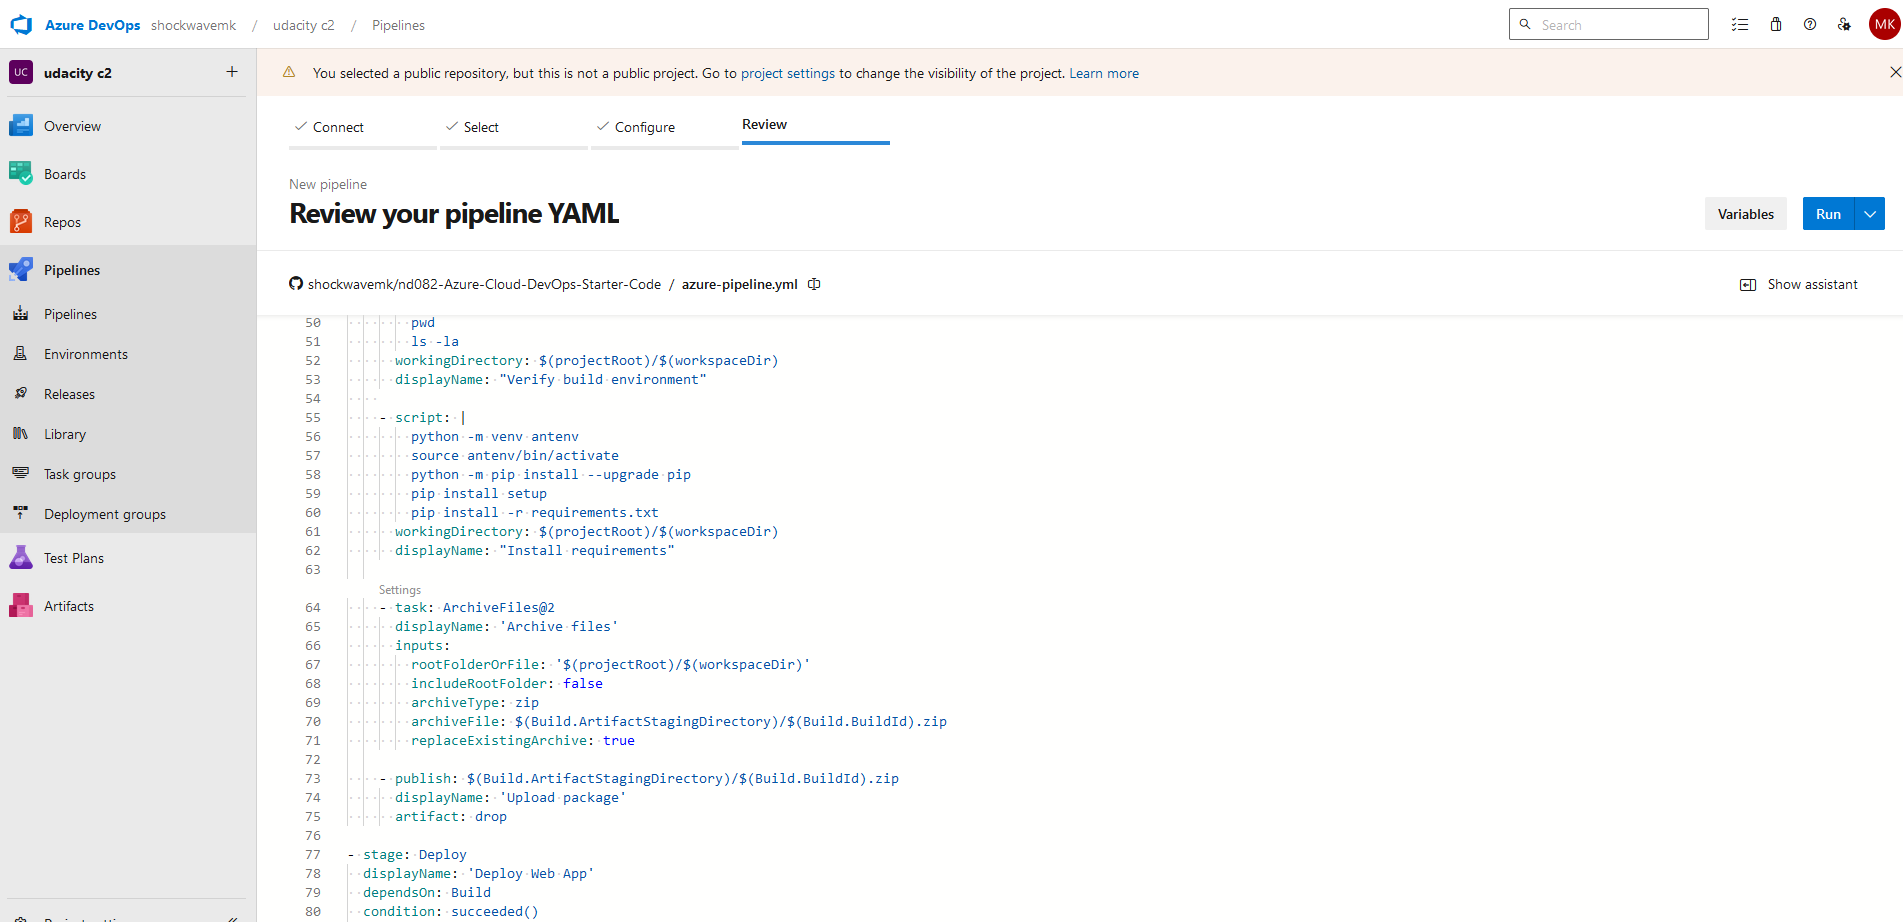 Azure DevOps shockwavemk / udacity c2 / Pipelines
Search
MK
UC udacity c2 +
You selected a public repository, but this is not a public project. Go to project settings to change the visibility of the project. Learn more
Overview
Boards
Repos
Pipelines
Pipelines
Environments
Releases
Library
Task groups
Deployment groups
Test Plans
Artifacts
Connect Select Configure Review
New pipeline
Review your pipeline YAML
Variables Run
shockwavemk/nd082-Azure-Cloud-DevOps-Starter-Code / azure-pipeline.yml
Show assistant
50 pwd
51 ls -la
52 workingDirectory: $(projectRoot)/$(workspaceDir)
53 displayName: "Verify build environment"
54
55 - script: |
56 python -m venv antenv
57 source antenv/bin/activate
58 python -m pip install --upgrade pip
59 pip install setup
60 pip install -r requirements.txt
61 workingDirectory: $(projectRoot)/$(workspaceDir)
62 displayName: "Install requirements"
63
Settings
64 - task: ArchiveFiles@2
65 displayName: 'Archive files'
66 inputs:
67 rootFolderOrFile: '$(projectRoot)/$(workspaceDir)'
68 includeRootFolder: false
69 archiveType: zip
70 archiveFile: $(Build.ArtifactStagingDirectory)/$(Build.BuildId).zip
71 replaceExistingArchive: true
72
73 - publish: $(Build.ArtifactStagingDirectory)/$(Build.BuildId).zip
74 displayName: 'Upload package'
75 artifact: drop
76
77 - stage: Deploy
78 displayName: 'Deploy Web App'
79 dependsOn: Build
80 condition: succeeded()